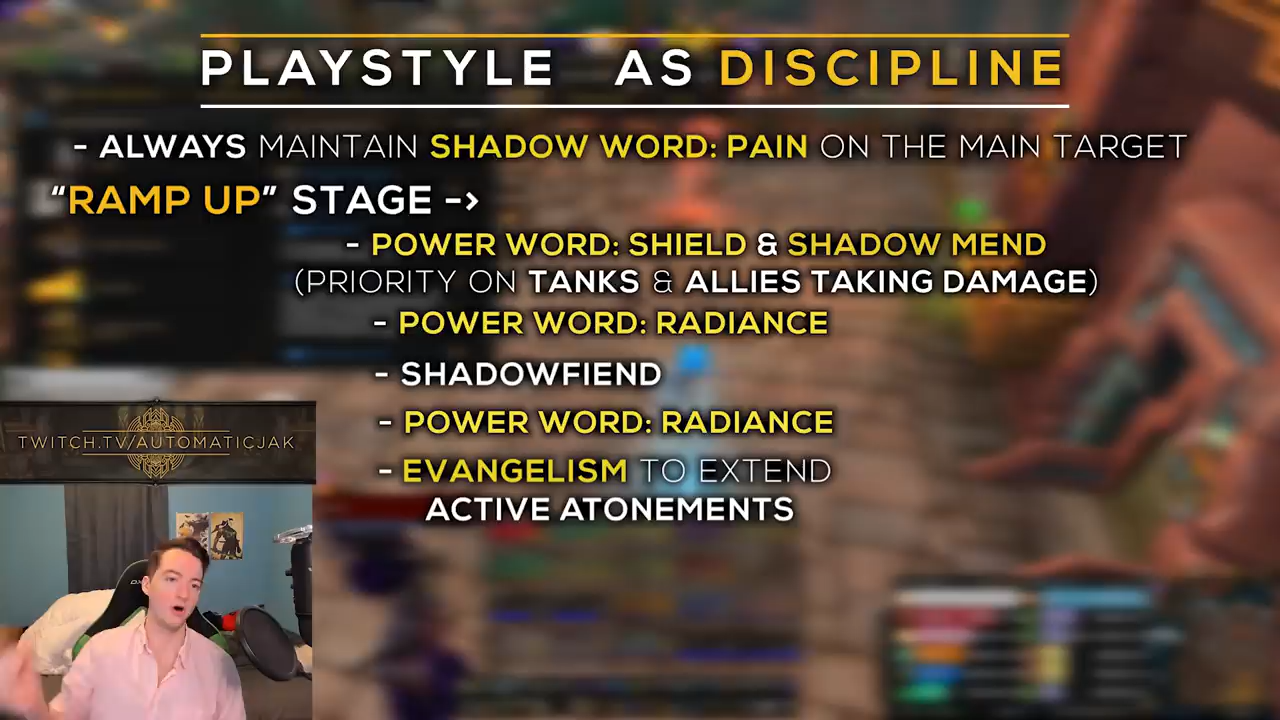 PLAYSTYLE AS DISCIPLINE
- ALWAYS MAINTAIN SHADOW WORD: PAIN ON THE MAIN TARGET
"RAMP UP" STAGE ->
- POWER WORD: SHIELD & SHADOW MEND
(PRIORITY ON TANKS & ALLIES TAKING DAMAGE)
- POWER WORD: RADIANCE
- SHADOWFIEND
- POWER WORD: RADIANCE
- EVANGELISM TO EXTEND
ACTIVE ATONEMENTS
TWITCH.TV/AUTOMATICJAK